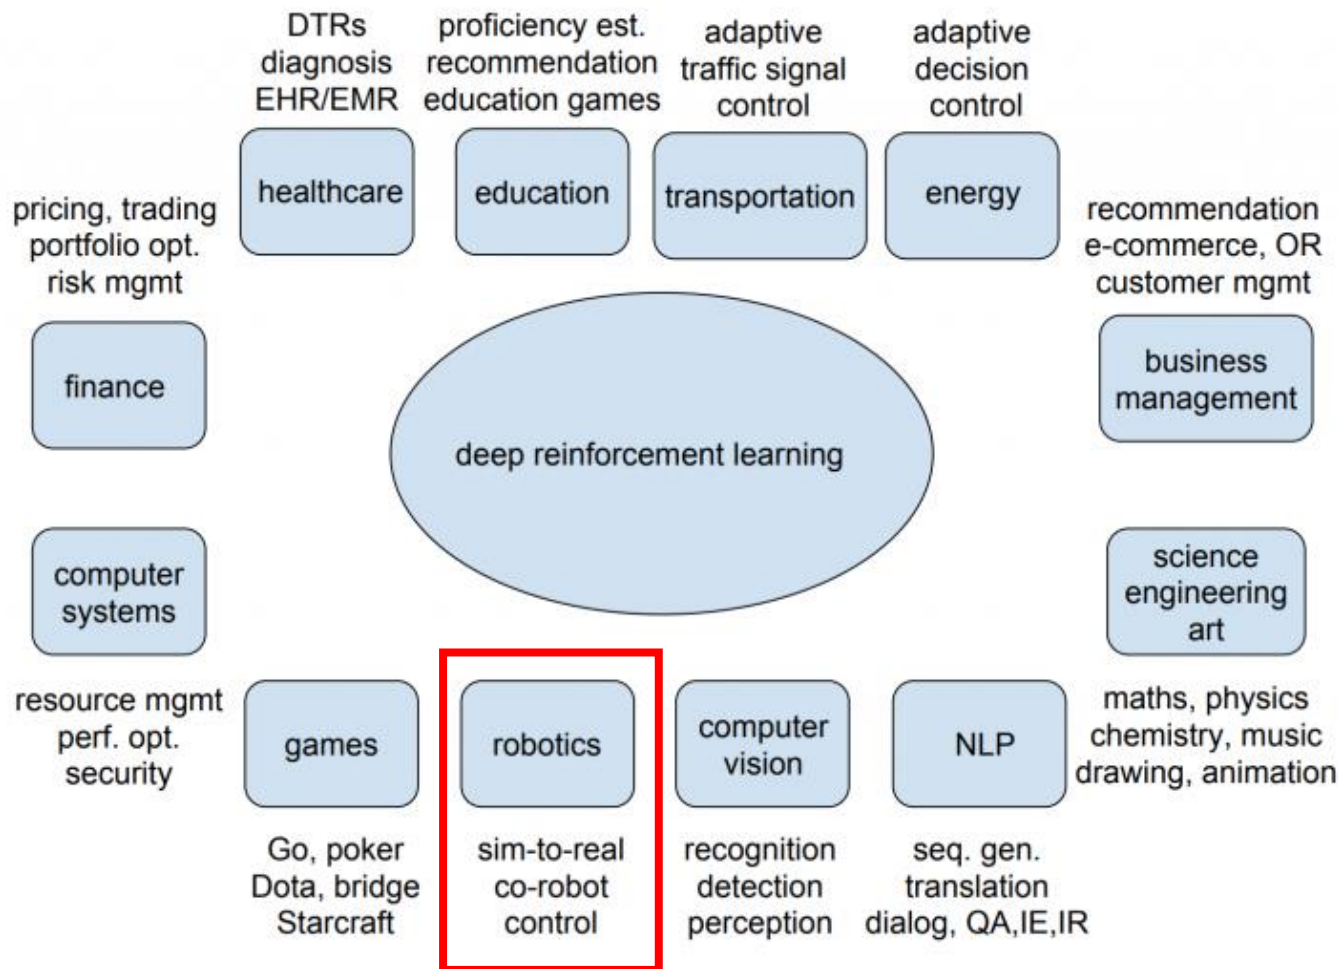 DTRs
diagnosis
EHR/EMR
healthcare
proficiency est.
recommendation
education games
education
adaptive
traffic signal
control
transportation
adaptive
decision
control
energy
pricing, trading
portfolio opt.
risk mgmt
finance
recommendation
e-commerce, OR
customer mgmt
business
management
deep reinforcement learning
computer
systems
resource mgmt
perf. opt.
security
science
engineering
art
maths, physics
chemistry, music
drawing, animation
games
Go, poker
Dota, bridge
Starcraft
robotics
sim-to-real
co-robot
control
computer
vision
recognition
detection
perception
NLP
seq. gen.
translation
dialog, QA,IE,IR